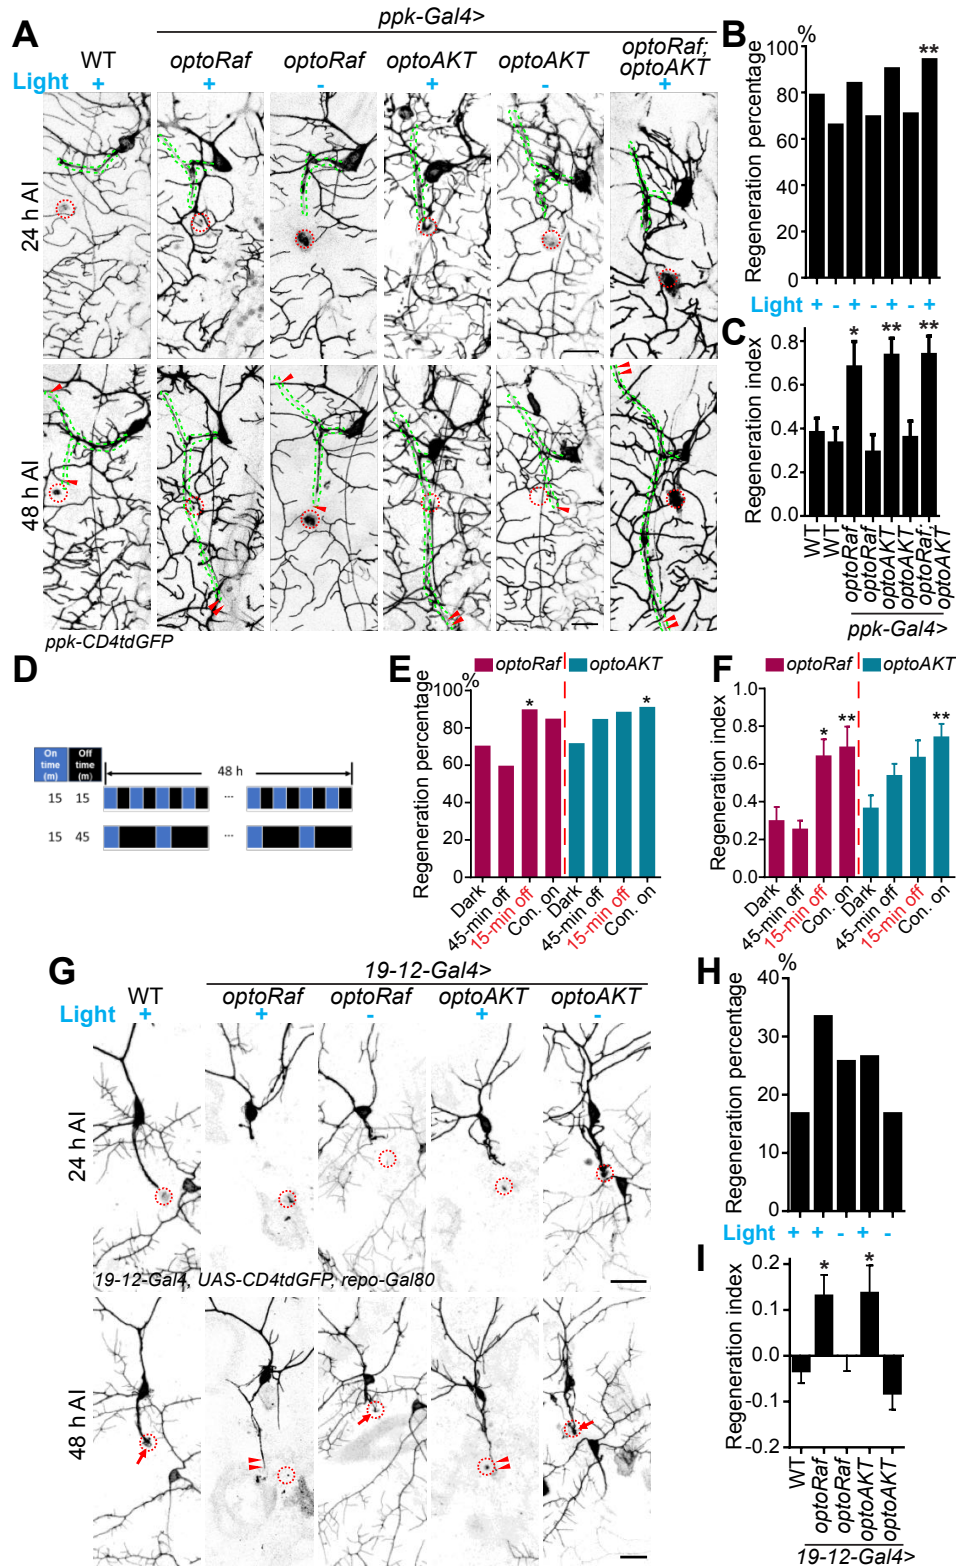 A
ppk-Gal4>
WT optoRaf optoRaf optoAKT optoAKT optoRaf;
optoAKT
Light + + - + - +
24 h AI
48 h AI
ppk-CD4tdGFP
B
%
Regeneration percentage
100
80
60
40
20
0
Light + - + - + - +
**
C
Regeneration index
0.8
0.6
0.4
0.2
0.0
* ** **
WT
WT
optoRaf
optoRaf
optoAKT
optoAKT
optoRaf;
optoAKT
ppk-Gal4>
D
On time (m)
Off time (m)
48 h
15 15 ...
15 45 ...
E
optoRaf optoAKT
%
Regeneration percentage
100
80
60
40
20
0
* *
Dark
45-min off
15-min off
Con. on
Dark
45-min off
15-min off
Con. on
F
optoRaf optoAKT
Regeneration index
1.0
0.8
0.6
0.4
0.2
0.0
* ** **
Dark
45-min off
15-min off
Con. on
Dark
45-min off
15-min off
Con. on
G
19-12-Gal4>
WT optoRaf optoRaf optoAKT optoAKT
Light + + - + -
24 h AI
19-12-Gal4, UAS-CD4tdGFP, repo-Gal80
48 h AI
H
%
Regeneration percentage
40
30
20
10
0
Light + + - + -
I
Regeneration index
0.2
0.1
0.0
-0.1
-0.2
* *
WT
optoRaf
optoRaf
optoAKT
optoAKT
19-12-Gal4>